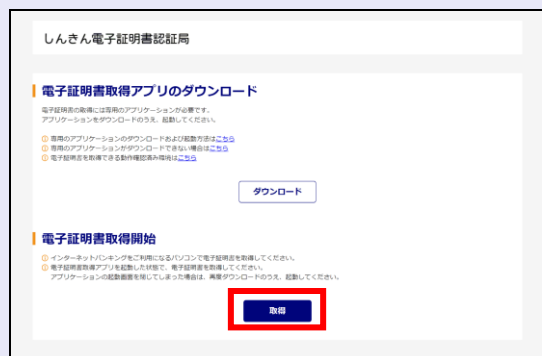 しんきん電子証明書認証局
電子証明書取得アプリのダウンロード
電子証明書の取得には専用のアプリケーションが必要です。
アプリケーションをダウンロードのうえ、起動してください。
専用のアプリケーションのダウンロードおよび起動方法はこちら
専用のアプリケーションがダウンロードできない場合はこちら
電子証明書を取得できる動作確認済み環境はこちら
ダウンロード
電子証明書取得開始
インターネットバンキングをご利用になるパソコンで電子証明書を取得してください。
電子証明書取得アプリを起動した状態で、電子証明書を取得してください。
アプリケーションの起動画面を閉じてしまった場合は、再度ダウンロードのうえ、起動してください。
取得